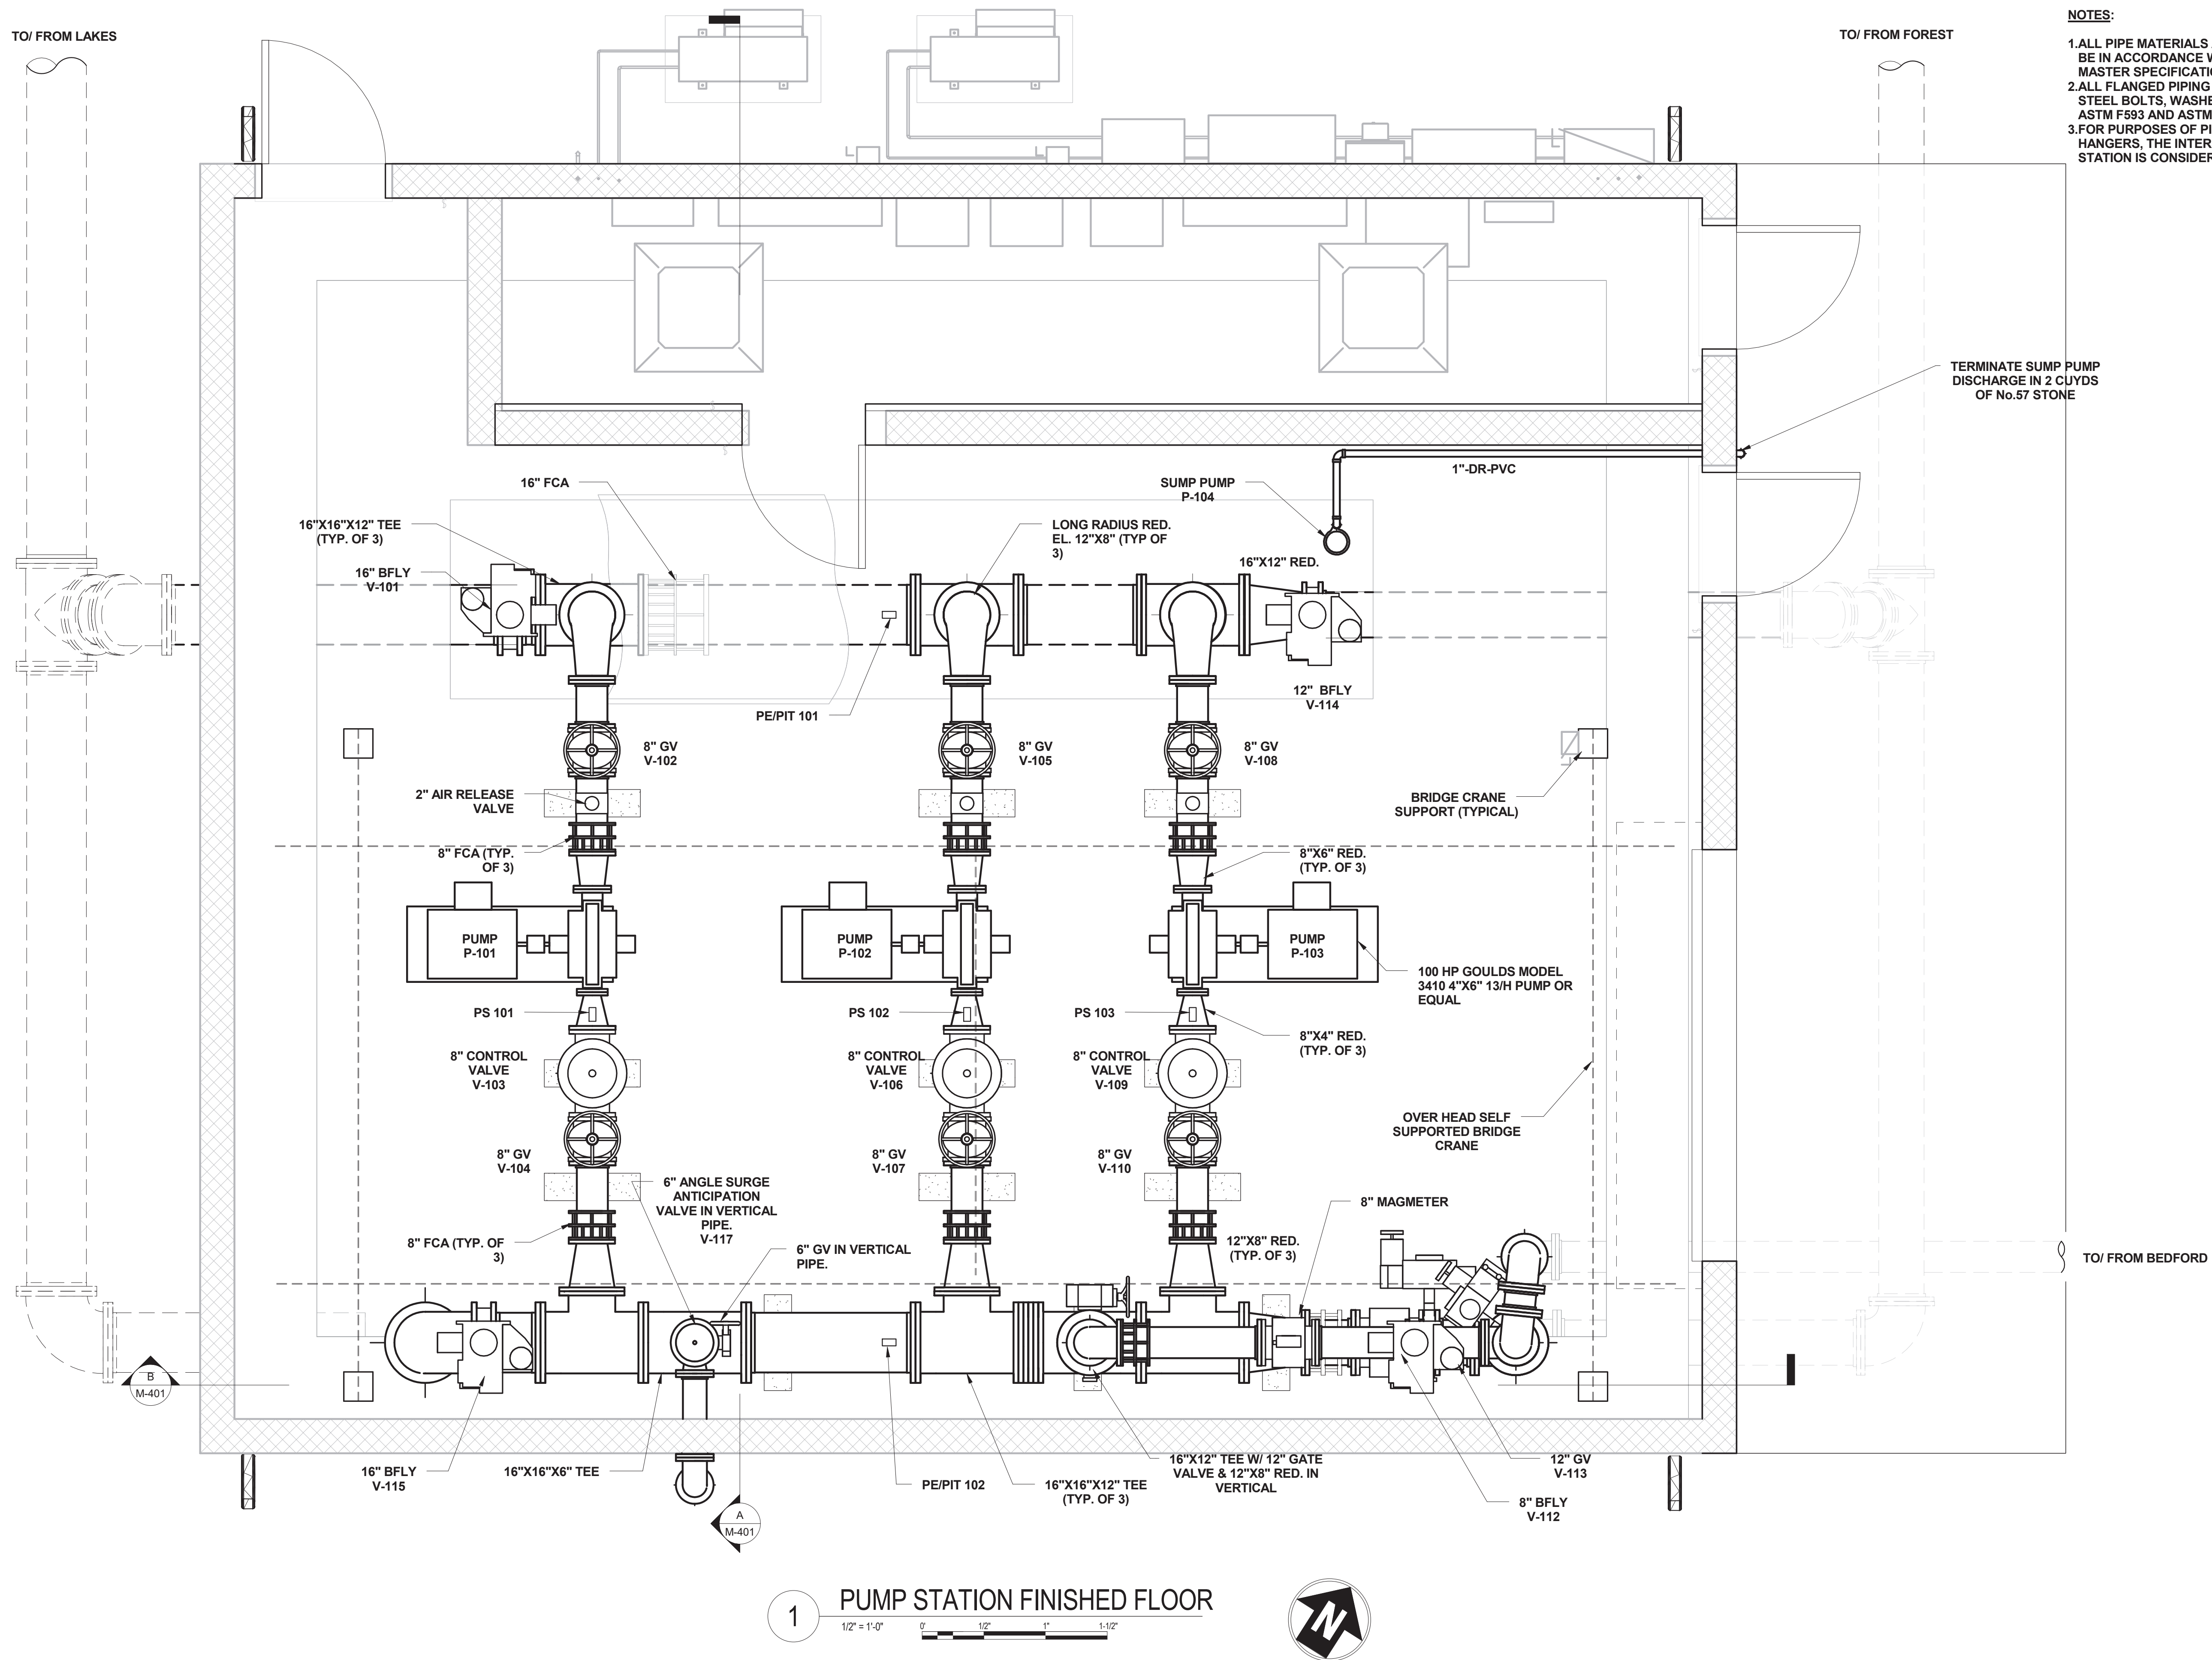 TO/ FROM LAKES
TO/ FROM FOREST
NOTES:
1.ALL PIPE MATERIALS
BE IN ACCORDANCE
MASTER
2.ALL FLANGED PIPING
STEEL BOLTS,
ASTM F593 AND ASTM
3.FOR PURPOSES OF
HANGERS, THE
STATION IS
TERMINATE SUMP PUMP
DISCHARGE IN 2 CUYDS
OF No.57 STONE
1"-DR-PVC
16" FCA
SUMP PUMP
P-104
16"X16"X12" TEE
(TYP. OF 3)
LONG RADIUS RED.
EL. 12"X8" (TYP OF
3)
16"X12" RED.
16" BFLY
V-101
12" BFLY
V-114
PE/PIT 101
8" GV
V-102
8" GV
V-105
8" GV
V-108
2" AIR RELEASE
VALVE
BRIDGE CRANE
SUPPORT (TYPICAL)
8" FCA (TYP.
OF 3)
8"X6" RED.
(TYP. OF 3)
PUMP
P-101
PUMP
P-102
PUMP
P-103
100 HP GOULDS MODEL
3410 4"X6" 13/H PUMP OR
EQUAL
PS 101
PS 102
PS 103
8"X4" RED.
(TYP. OF 3)
8" CONTROL
VALVE
V-103
8" CONTROL
VALVE
V-106
8" CONTROL
VALVE
V-109
OVER HEAD SELF
SUPPORTED BRIDGE
CRANE
8" GV
V-104
8" GV
V-107
8" GV
V-110
6" ANGLE SURGE
ANTICIPATION
VALVE IN VERTICAL
PIPE.
V-117
8" MAGMETER
8" FCA (TYP. OF
3)
6" GV IN VERTICAL
PIPE.
12"X8" RED.
(TYP. OF 3)
TO/ FROM BEDFORD
B
M-401
16" BFLY
V-115
16"X16"X6" TEE
PE/PIT 102
16"X16"X12" TEE
(TYP. OF 3)
16"X12" TEE W/ 12" GATE
VALVE & 12"X8" RED. IN
VERTICAL
12" GV
V-113
8" BFLY
V-112
A
M-401
1
PUMP STATION FINISHED FLOOR
1/2" = 1'-0"
0' 1/2" 1" 1-1/2"
N